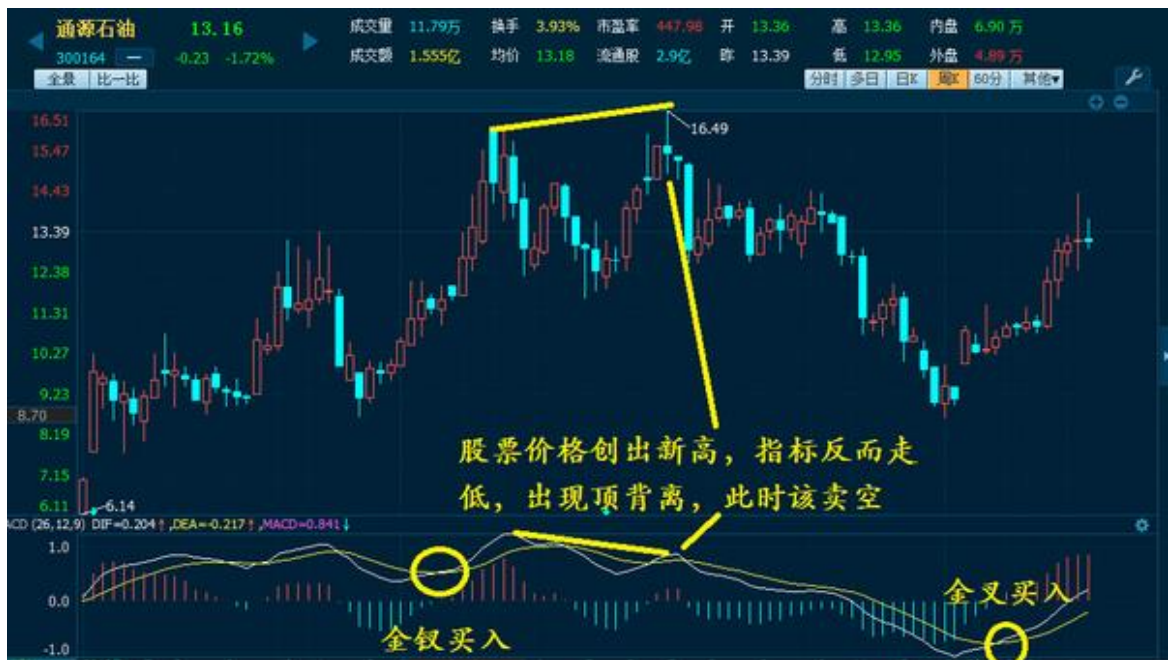 通源石油 13.16 成交量 11.79万 换手 3.93% 市盈率 447.98 开 13.36 高 13.36 内盘 6.90万
300164 -0.23 -1.72% 成交额 1.555亿 均价 13.18 流通股 2.9亿 昨 13.39 低 12.95 外盘 4.89万
全景 比一比 分时 多日 日K 周K 60分 其他▾
16.51
16.49
15.47
14.43
13.39
12.38
11.31
10.27
9.23
8.70
8.19
股票价格创出新高，指标反而走
低，出现顶背离，此时该卖空
7.15
6.11
6.14
CD (26,12,9) DIF=0.204↑ ,DEA=-0.217↑ ,MACD=0.841↓
1.0
0.0
金叉买入
金钗买入
-1.0